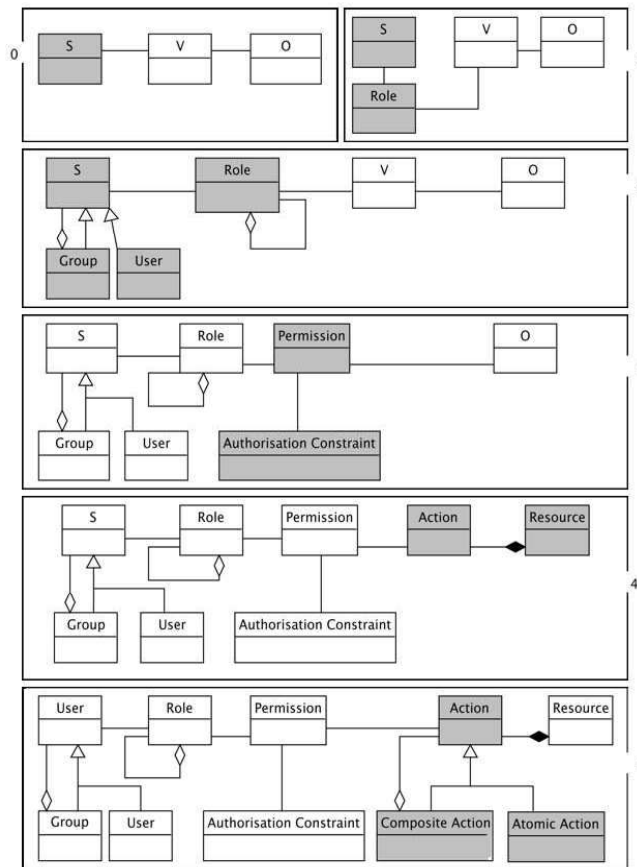 0
S V O
S V O
Role
S Role V O
Group User
S Role Permission O
Group User Authorisation Constraint
S Role Permission Action Resource
4
Group User Authorisation Constraint
User Role Permission Action Resource
Group User Authorisation Constraint Composite Action Atomic Action